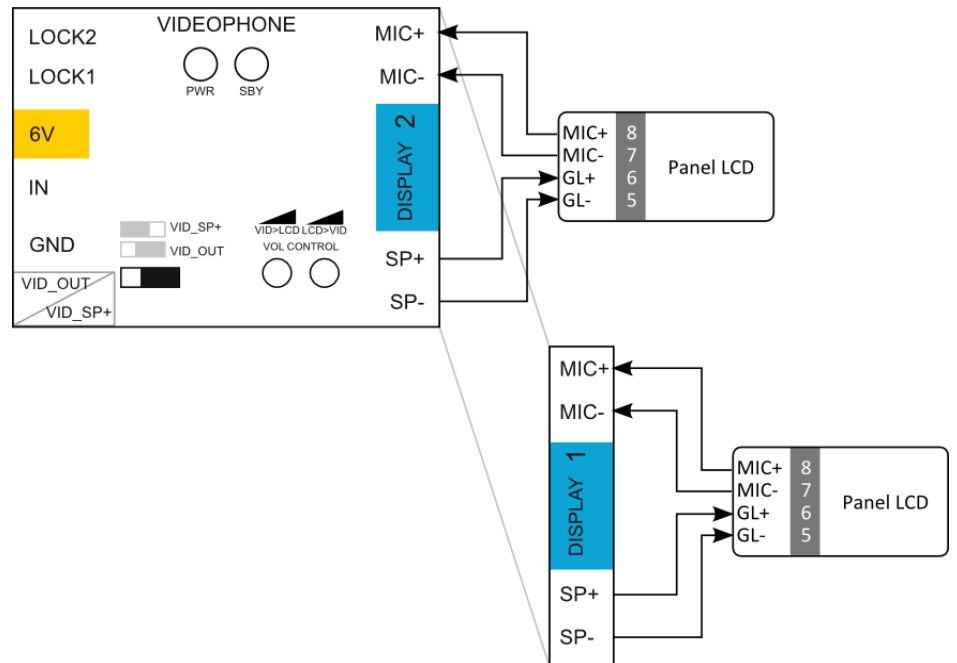 VIDEOPHONE
LOCK2
LOCK1
6V
IN
GND
VID_OUT
VID_SP+
PWR
SBY
VID_SP+
VID_OUT
VID>LCD LCD>VID
VOL CONTROL
MIC+
MIC-
DISPLAY 2
SP+
SP-
MIC+ 8
MIC- 7
GL+ 6
GL- 5
Panel LCD
MIC+
MIC-
DISPLAY 1
SP+
SP-
MIC+ 8
MIC- 7
GL+ 6
GL- 5
Panel LCD